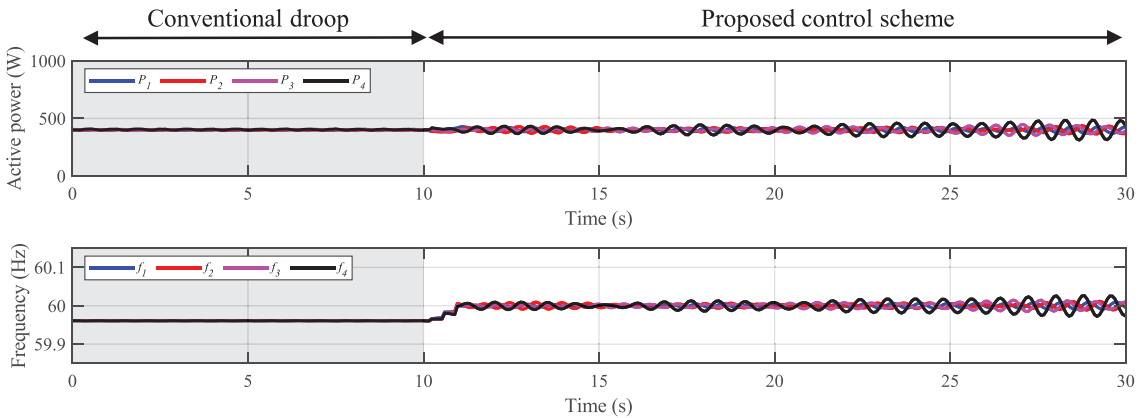 Conventional droop Proposed control scheme
Active power (W)
1000
500
0
P1 P2 P3 P4
0 5 10 15 20 25 30
Time (s)
Frequency (Hz)
60.1
60
59.9
f1 f2 f3 f4
0 5 10 15 20 25 30
Time (s)